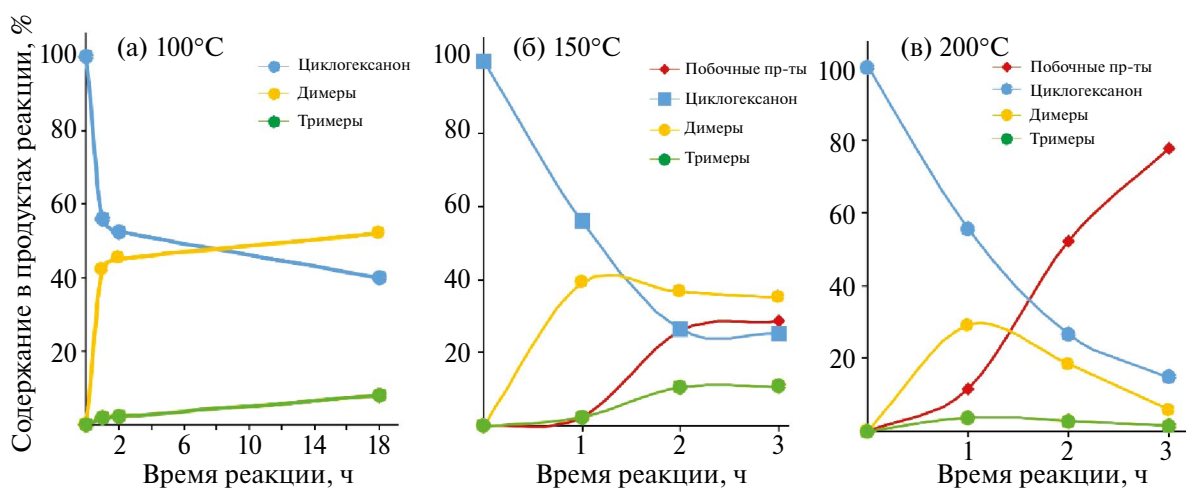 Содержание в продуктах реакции, %
(а) 100°C
100
80
60
40
20
Циклогексанон
Димеры
Тримеры
2 6 10 14 18
Время реакции, ч
(б) 150°C
100
80
60
40
20
Побочные пр-ты
Циклогексанон
Димеры
Тримеры
1 2 3
Время реакции, ч
(в) 200°C
100
80
60
40
20
Побочные пр-ты
Циклогексанон
Димеры
Тримеры
1 2 3
Время реакции, ч